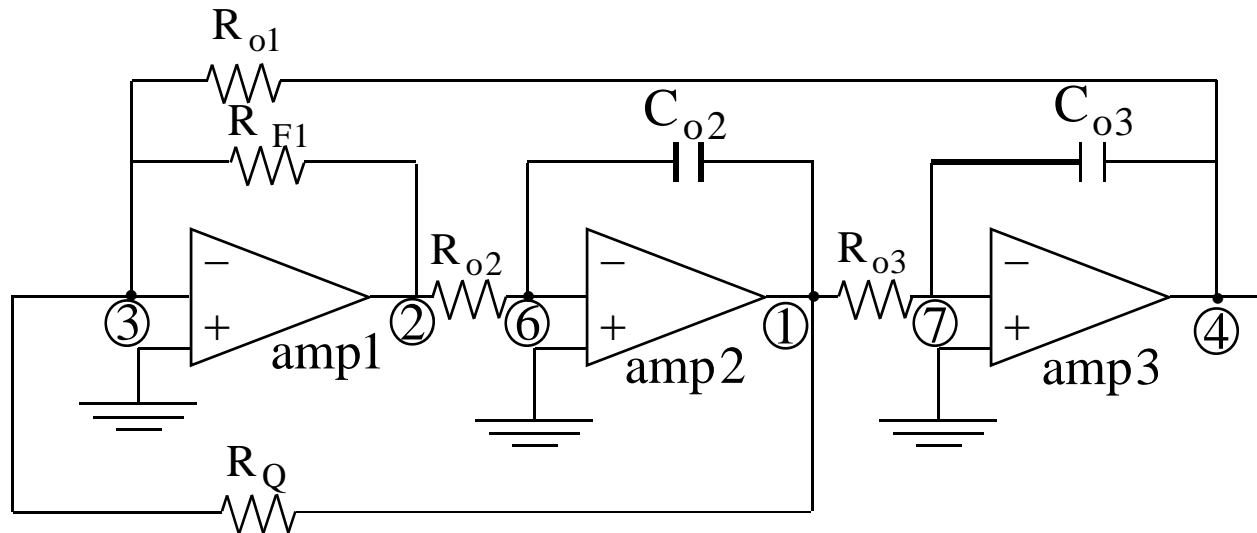 R o1
R F1
C o2
C o3
R o2
R o3
−
+
−
+
−
+
3
2
6
1
7
4
amp1
amp2
amp3
R Q